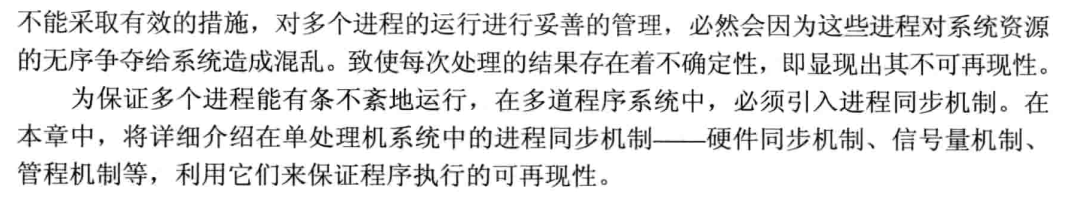 不能采取有效的措施，对多个进程的运行进行妥善的管理，必然会因为这些进程对系统资源
的无序争夺给系统造成混乱。致使每次处理的结果存在着不确定性，即显现出其不可再现性。
为保证多个进程能有条不紊地运行，在多道程序系统中，必须引入进程同步机制。在
本章中，将详细介绍在单处理机系统中的进程同步机制——硬件同步机制、信号量机制、
管程机制等，利用它们来保证程序执行的可再现性。